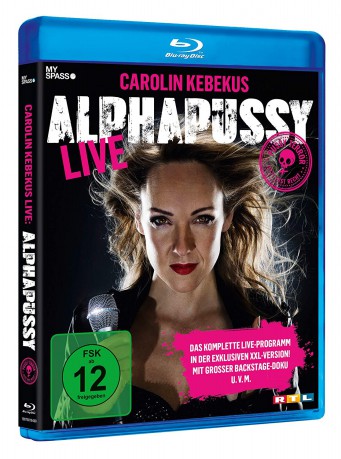 Blu-ray Disc
MY
SPASS
CAROLIN KEBEKUS
ALPHAPUSSY
LIVE
DAS KOMPLETTE LIVE-PROGRAMM
IN DER EXKLUSIVEN XXL-VERSION!
MIT GROSSER BACKSTAGE-DOKU
U. V. M.
FSK
ab
12
freigegeben
RTL
CAROLIN KEBEKUS LIVE:
ALPHAPUSSY